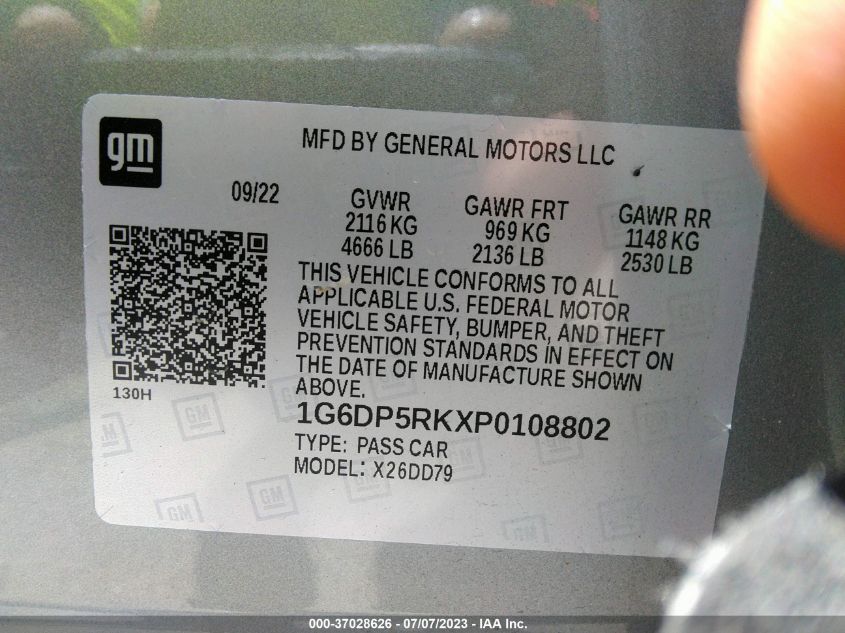 gm
MFD BY GENERAL MOTORS LLC
09/22
GVWR
2116 KG
4666 LB
GAWR FRT
969 KG
2136 LB
GAWR RR
1148 KG
2530 LB
THIS VEHICLE CONFORMS TO ALL
APPLICABLE U.S. FEDERAL MOTOR
VEHICLE SAFETY, BUMPER, AND THEFT
PREVENTION STANDARDS IN EFFECT ON
THE DATE OF MANUFACTURE SHOWN
ABOVE.
130H
1G6DP5RKXP0108802
TYPE: PASS CAR
MODEL: X26DD79
GM
GM
GM
000-37028626 - 07/07/2023 - IAA Inc.